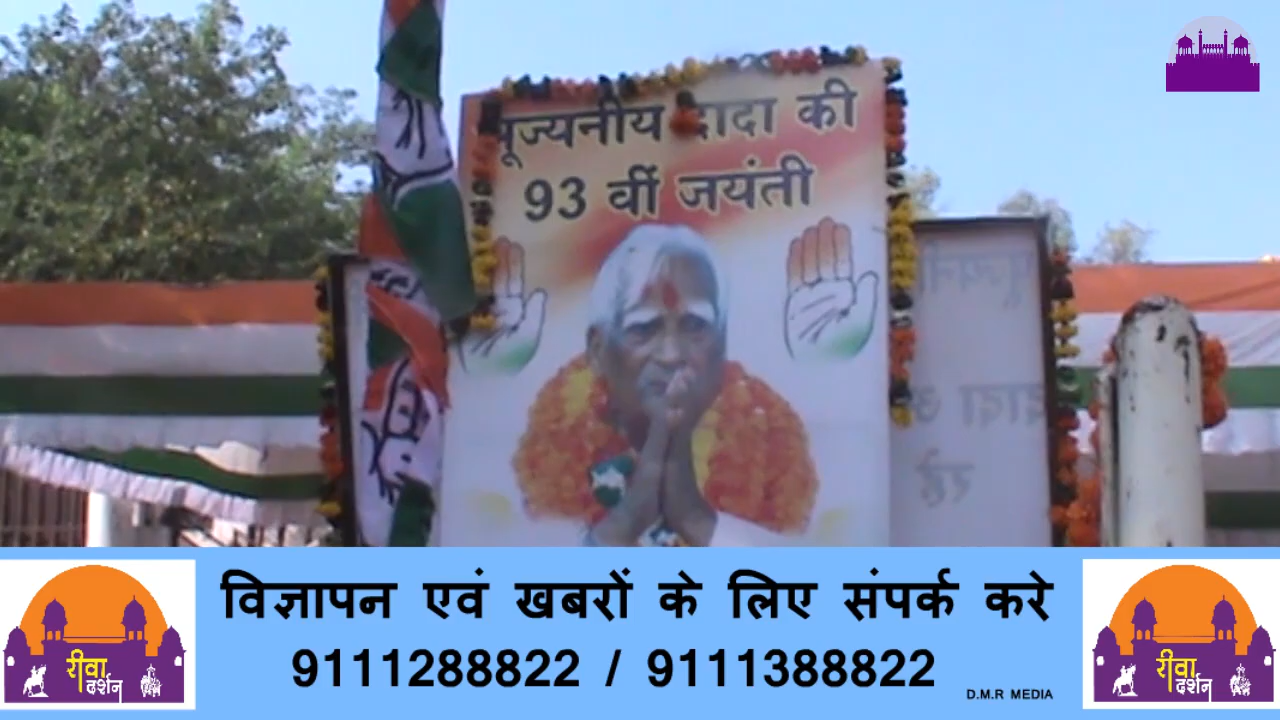 पूज्यनीय दादा की
93 वीं जयंती
विज्ञापन एवं खबरों के लिए संपर्क करे
9111288822 / 9111388822
D.M.R MEDIA
रीवा
दर्शन
रीवा
दर्शन